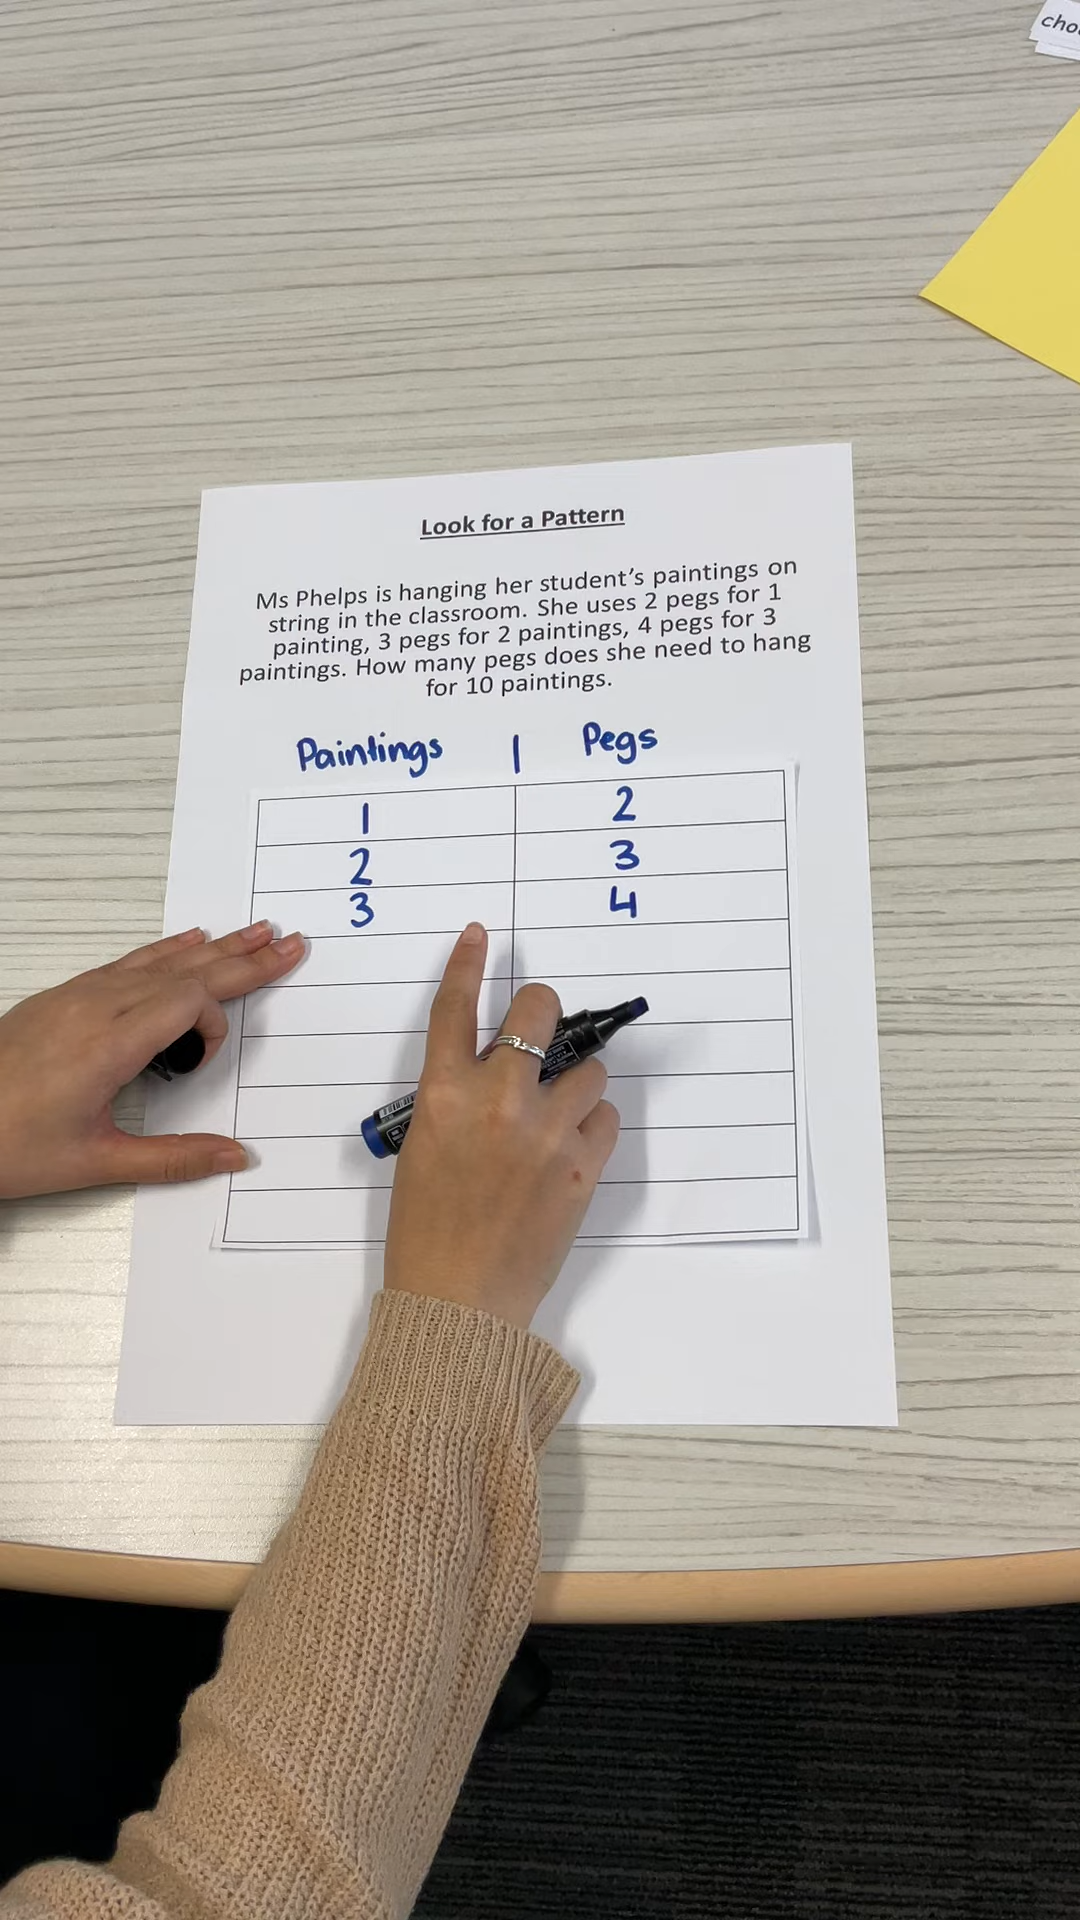 cho
Look for a Pattern
Ms Phelps is hanging her student's paintings on
string in the classroom. She uses 2 pegs for 1
painting, 3 pegs for 2 paintings, 4 pegs for 3
paintings. How many pegs does she need to hang
for 10 paintings.
Paintings | Pegs
1 2
2 3
3 4